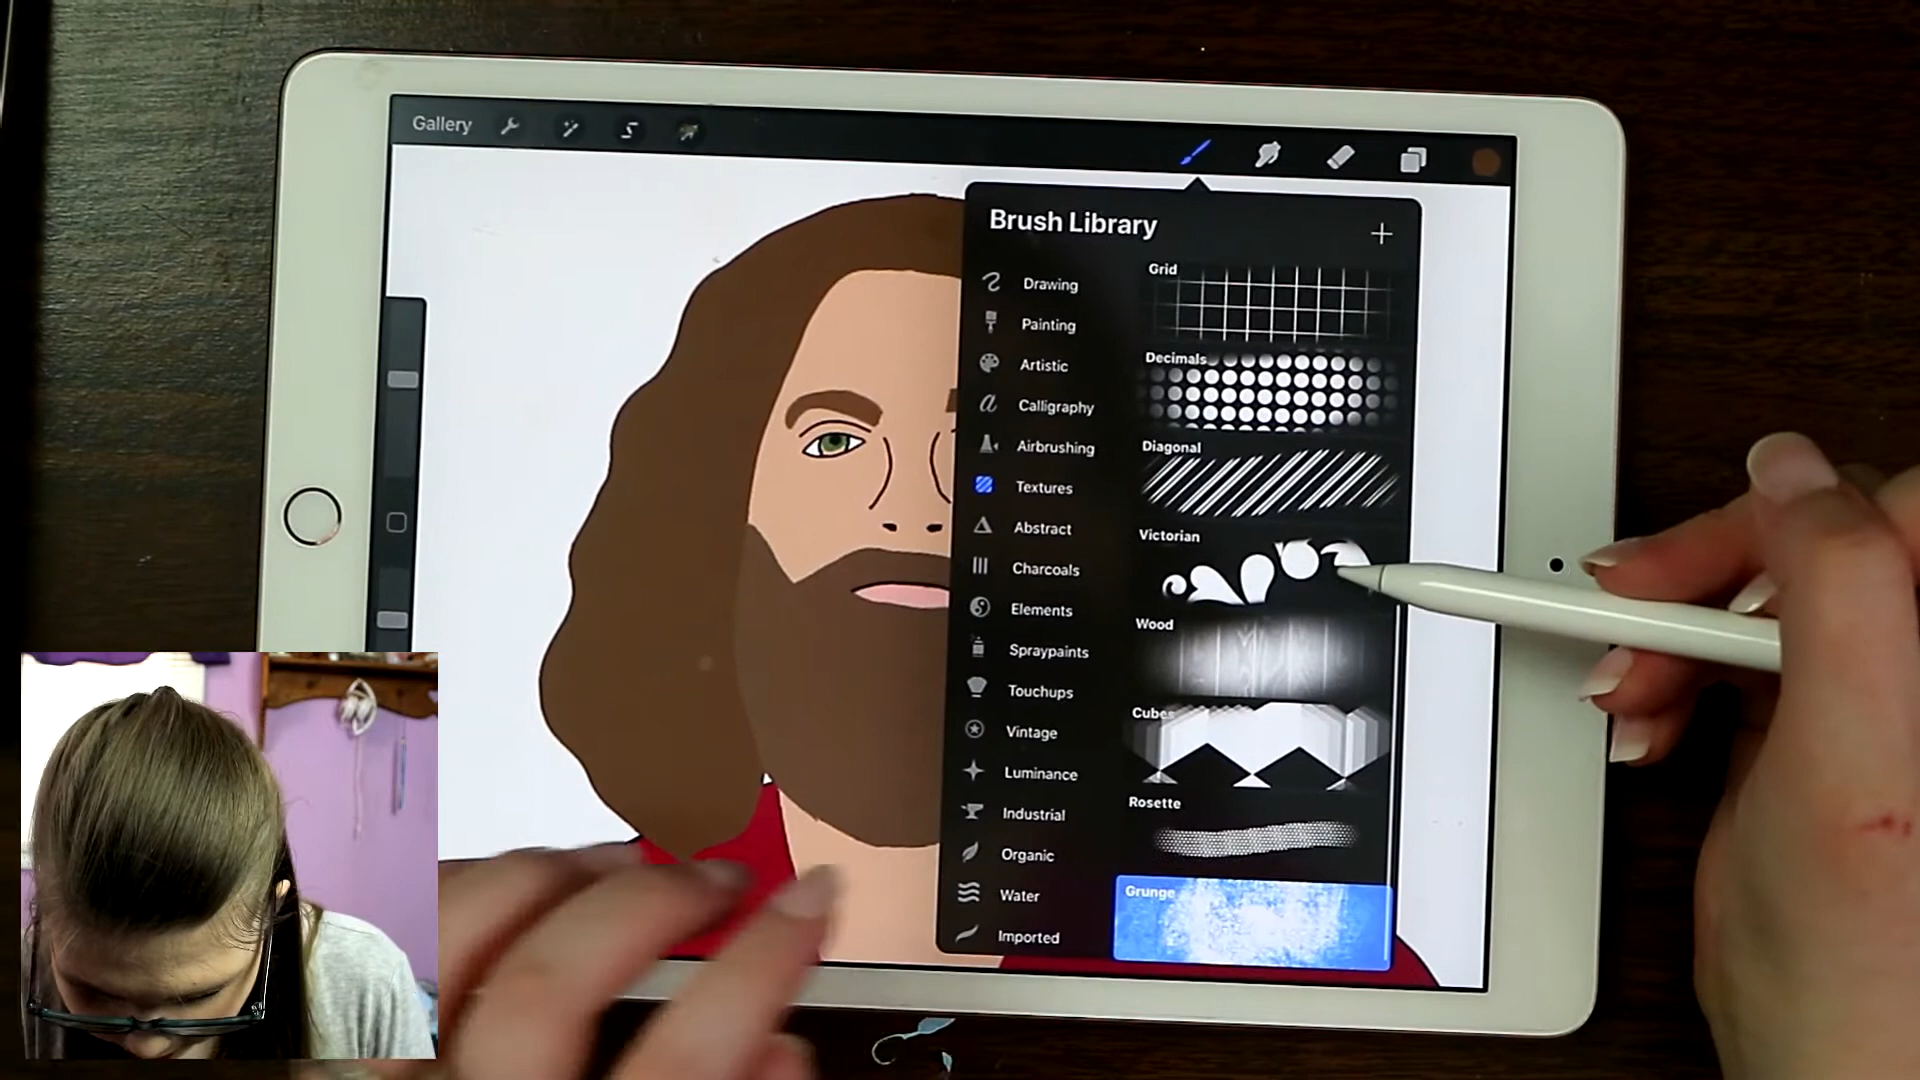 Gallery
Brush Library
Drawing
Painting
Artistic
Calligraphy
Airbrushing
Textures
Abstract
Charcoals
Elements
Spraypaints
Touchups
Vintage
Luminance
Industrial
Organic
Water
Imported
Grid
Decimals
Diagonal
Victorian
Wood
Cubes
Rosette
Grunge